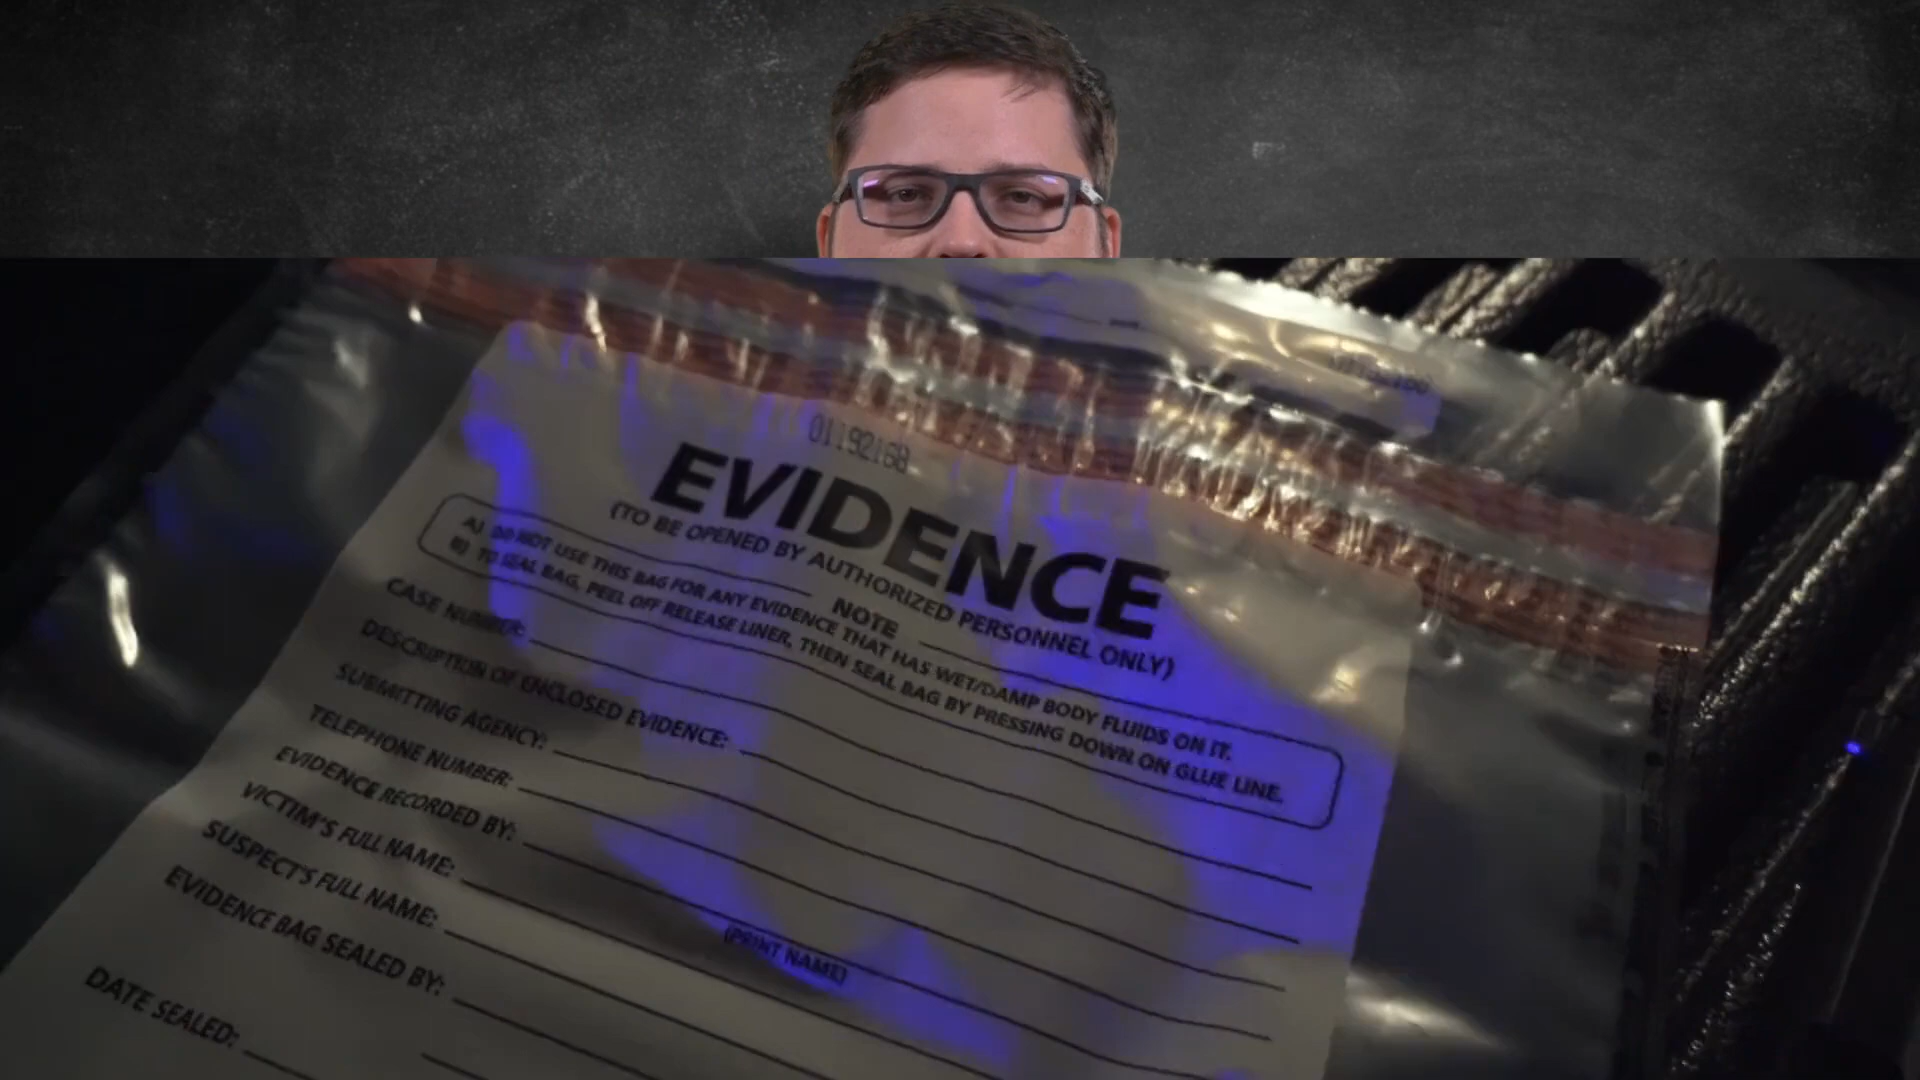 01192168
EVIDENCE
(TO BE OPENED BY AUTHORIZED PERSONNEL ONLY)
NOTE
A) DO NOT USE THIS BAG FOR ANY EVIDENCE THAT HAS WET/DAMP BODY FLUIDS ON IT.
B) TO SEAL BAG, PEEL OFF RELEASE LINER, THEN SEAL BAG BY PRESSING DOWN ON GLUE LINE.
CASE NUMBER:
DESCRIPTION OF ENCLOSED EVIDENCE:
SUBMITTING AGENCY:
TELEPHONE NUMBER:
EVIDENCE RECORDED BY:
(PRINT NAME)
VICTIM'S FULL NAME:
SUSPECT'S FULL NAME:
EVIDENCE BAG SEALED BY:
DATE SEALED: